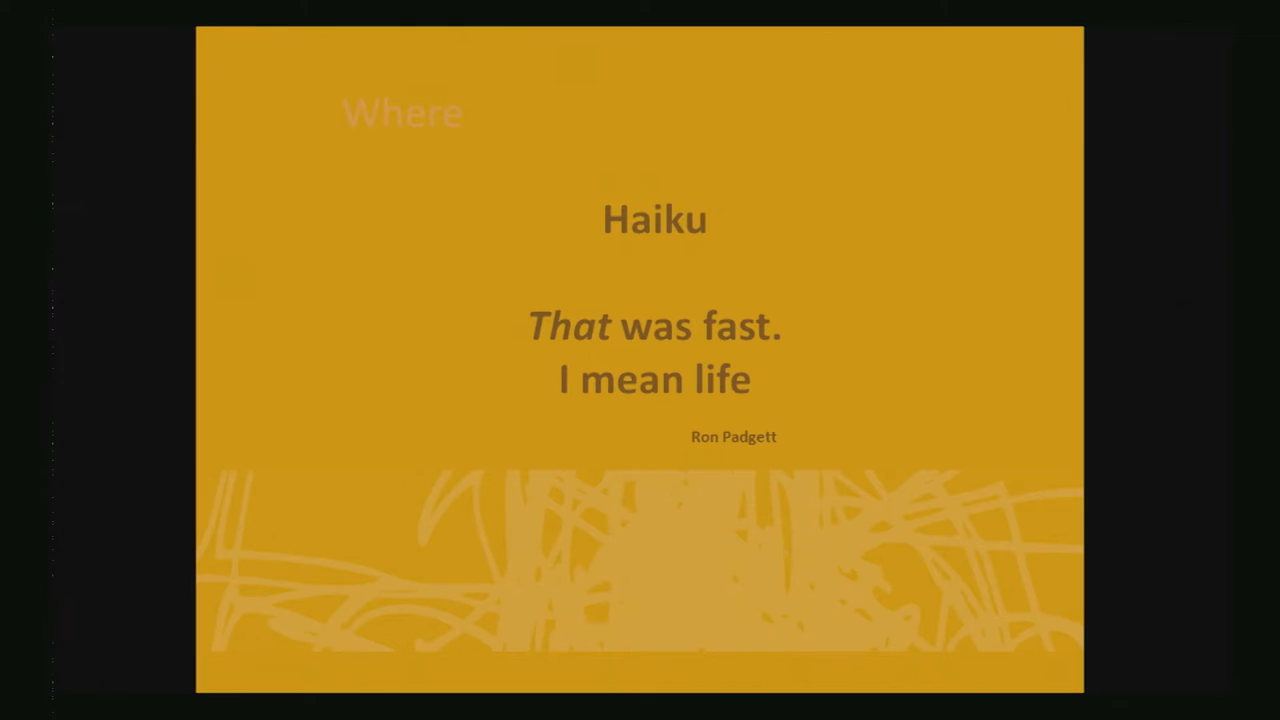 Where
Haiku
That was fast.
I mean life
Ron Padgett